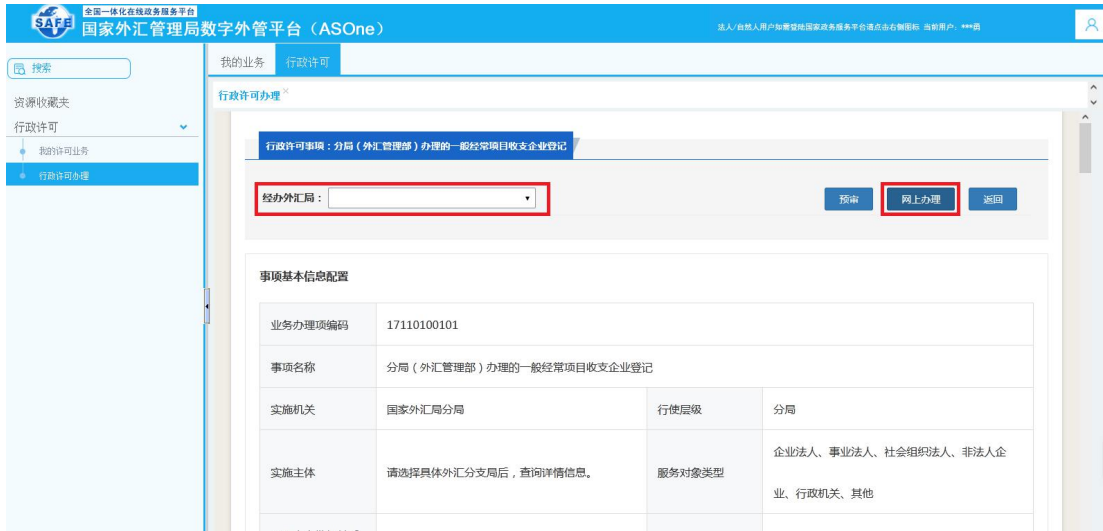 全国一体化在线政务服务平台
SAFE 国家外汇管理局数字外管平台（ASOne）
法人/自然人用户如需登陆国家政务服务平台请点击右侧图标 当前用户：***勇
搜索
我的业务 行政许可
资源收藏夹
行政许可办理
行政许可
我的许可业务
行政许可办理
行政许可事项：分局（外汇管理部）办理的一般经常项目收支企业登记
经办外汇局： 预审 网上办理 返回
事项基本信息配置
业务办理项编码 17110100101
事项名称 分局（外汇管理部）办理的一般经常项目收支企业登记
实施机关 国家外汇局分局 行使层级 分局
实施主体 请选择具体外汇分支局后，查询详情信息。 服务对象类型 企业法人、事业法人、社会组织法人、非法人企
业、行政机关、其他